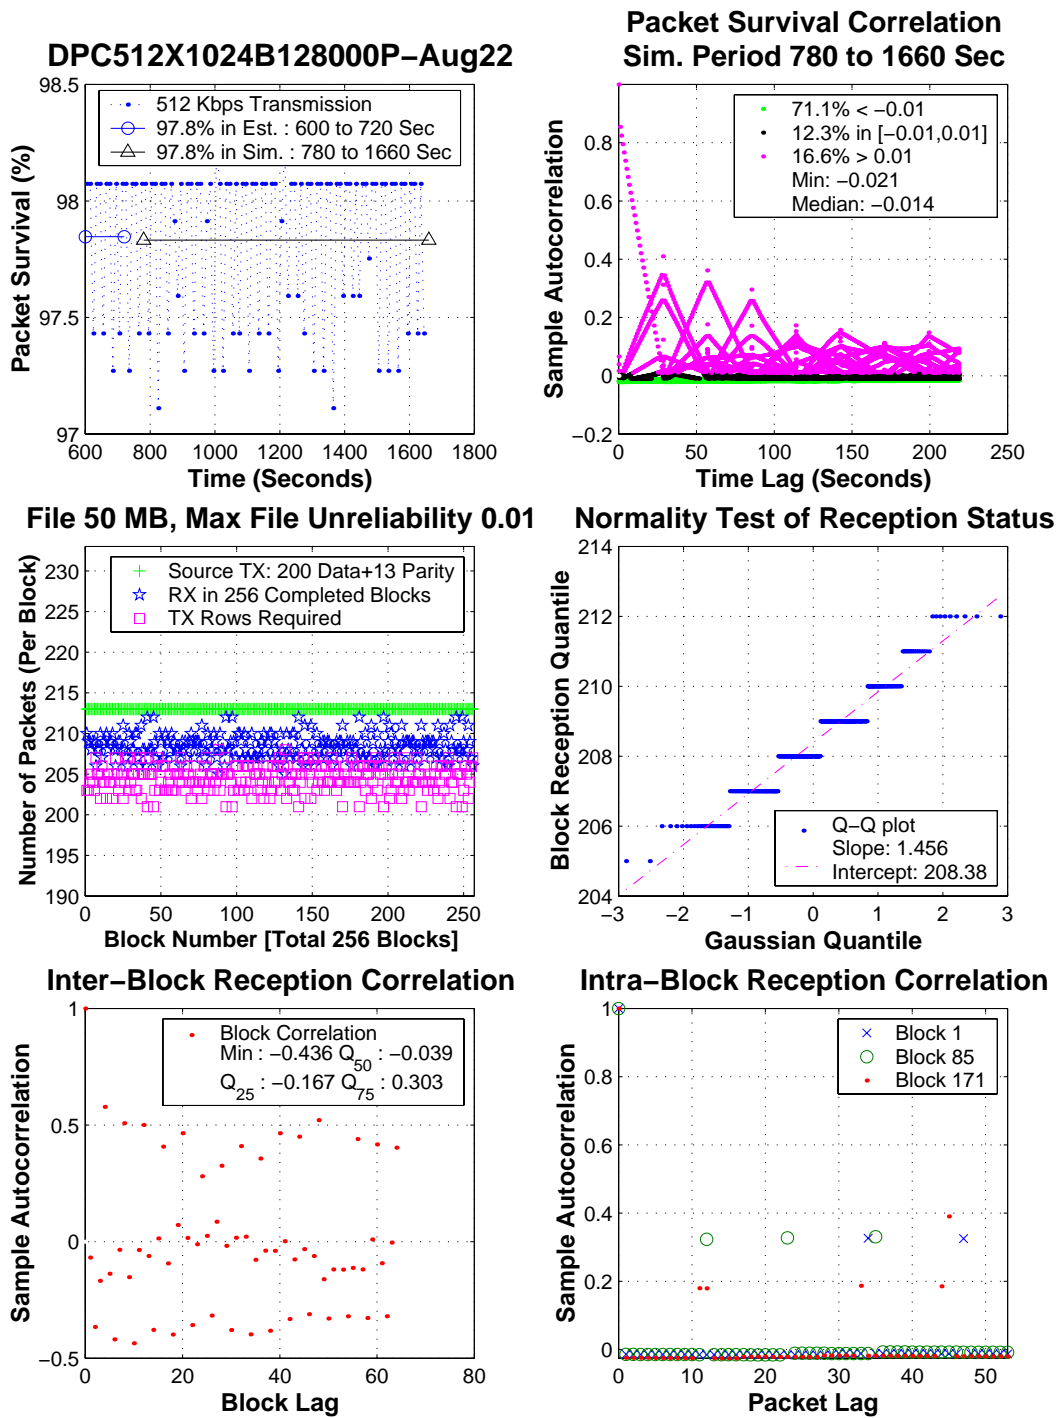 DPC512X1024B128000P−Aug22
98.5
98
97.5
97
Packet Survival (%)
512 Kbps Transmission
97.8% in Est. : 600 to 720 Sec
97.8% in Sim. : 780 to 1660 Sec
600 800 1000 1200 1400 1600 1800
Time (Seconds)
Packet Survival Correlation
Sim. Period 780 to 1660 Sec
0.8
0.6
0.4
0.2
0
−0.2
Sample Autocorrelation
71.1% < −0.01
12.3% in [−0.01,0.01]
16.6% > 0.01
Min: −0.021
Median: −0.014
0 50 100 150 200 250
Time Lag (Seconds)
File 50 MB, Max File Unreliability 0.01
230
225
220
215
210
205
200
195
190
Number of Packets (Per Block)
Source TX: 200 Data+13 Parity
RX in 256 Completed Blocks
TX Rows Required
0 50 100 150 200 250
Block Number [Total 256 Blocks]
Normality Test of Reception Status
214
212
210
208
206
204
Block Reception Quantile
Q−Q plot
Slope: 1.456
Intercept: 208.38
−3 −2 −1 0 1 2 3
Gaussian Quantile
Inter−Block Reception Correlation
1
0.5
0
−0.5
Sample Autocorrelation
Block Correlation
Min : −0.436 Q50 : −0.039
Q25 : −0.167 Q75 : 0.303
0 20 40 60 80
Block Lag
Intra−Block Reception Correlation
1
0.8
0.6
0.4
0.2
0
Sample Autocorrelation
Block 1
Block 85
Block 171
0 10 20 30 40 50
Packet Lag